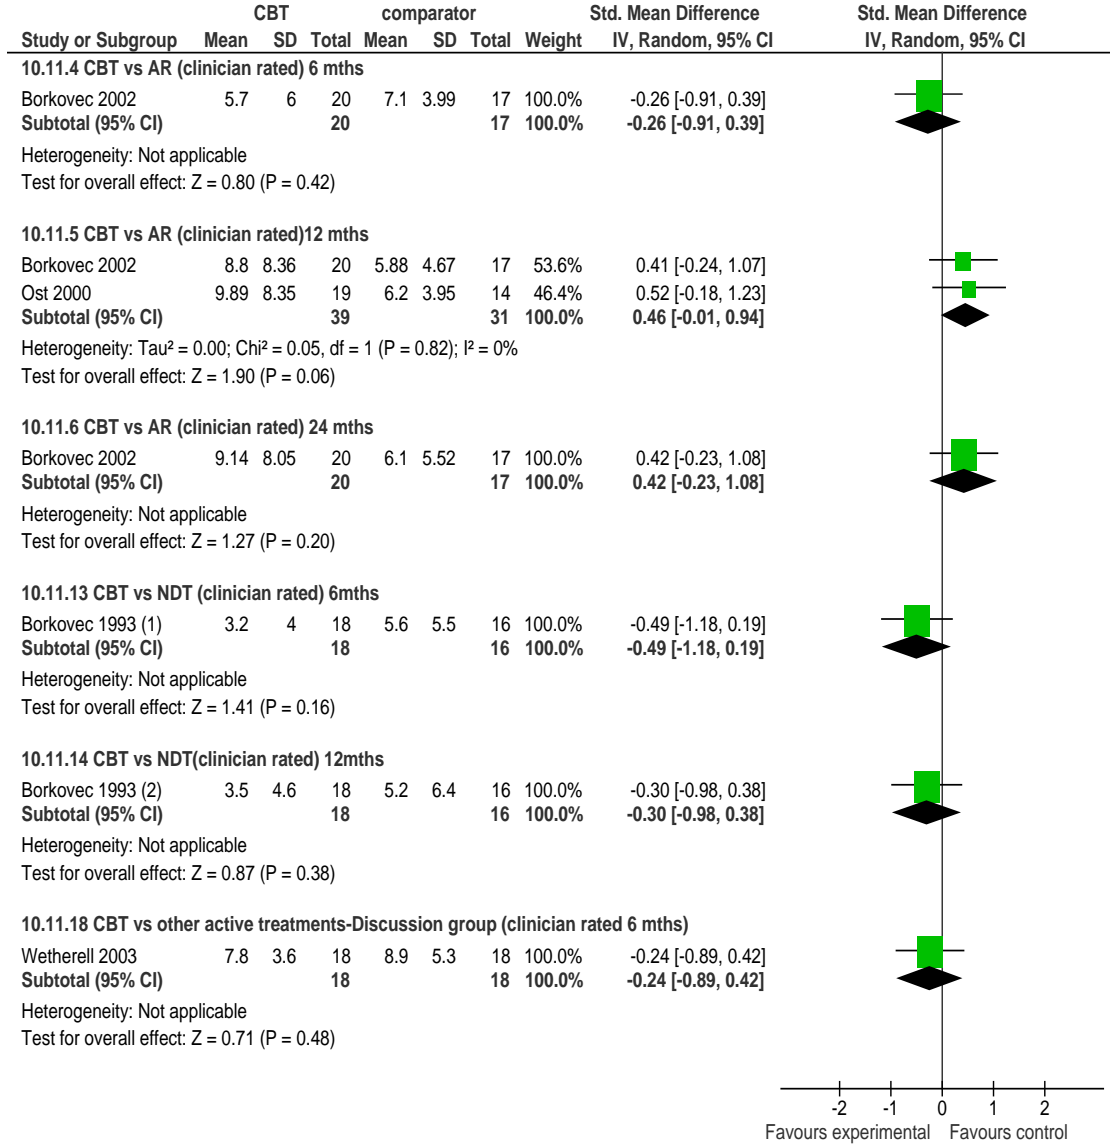 CBT comparator Std. Mean Difference Std. Mean Difference
Study or Subgroup Mean SD Total Mean SD Total Weight IV, Random, 95% CI IV, Random, 95% CI
10.11.4 CBT vs AR (clinician rated) 6 mths
Borkovec 2002 5.7 6 20 7.1 3.99 17 100.0% -0.26 [-0.91, 0.39]
Subtotal (95% CI) 20 17 100.0% -0.26 [-0.91, 0.39]
Heterogeneity: Not applicable
Test for overall effect: Z = 0.80 (P = 0.42)
10.11.5 CBT vs AR (clinician rated)12 mths
Borkovec 2002 8.8 8.36 20 5.88 4.67 17 53.6% 0.41 [-0.24, 1.07]
Ost 2000 9.89 8.35 19 6.2 3.95 14 46.4% 0.52 [-0.18, 1.23]
Subtotal (95% CI) 39 31 100.0% 0.46 [-0.01, 0.94]
Heterogeneity: Tau² = 0.00; Chi² = 0.05, df = 1 (P = 0.82); I² = 0%
Test for overall effect: Z = 1.90 (P = 0.06)
10.11.6 CBT vs AR (clinician rated) 24 mths
Borkovec 2002 9.14 8.05 20 6.1 5.52 17 100.0% 0.42 [-0.23, 1.08]
Subtotal (95% CI) 20 17 100.0% 0.42 [-0.23, 1.08]
Heterogeneity: Not applicable
Test for overall effect: Z = 1.27 (P = 0.20)
10.11.13 CBT vs NDT (clinician rated) 6mths
Borkovec 1993 (1) 3.2 4 18 5.6 5.5 16 100.0% -0.49 [-1.18, 0.19]
Subtotal (95% CI) 18 16 100.0% -0.49 [-1.18, 0.19]
Heterogeneity: Not applicable
Test for overall effect: Z = 1.41 (P = 0.16)
10.11.14 CBT vs NDT(clinician rated) 12mths
Borkovec 1993 (2) 3.5 4.6 18 5.2 6.4 16 100.0% -0.30 [-0.98, 0.38]
Subtotal (95% CI) 18 16 100.0% -0.30 [-0.98, 0.38]
Heterogeneity: Not applicable
Test for overall effect: Z = 0.87 (P = 0.38)
10.11.18 CBT vs other active treatments-Discussion group (clinician rated 6 mths)
Wetherell 2003 7.8 3.6 18 8.9 5.3 18 100.0% -0.24 [-0.89, 0.42]
Subtotal (95% CI) 18 18 100.0% -0.24 [-0.89, 0.42]
Heterogeneity: Not applicable
Test for overall effect: Z = 0.71 (P = 0.48)
-2 -1 0 1 2
Favours experimental Favours control